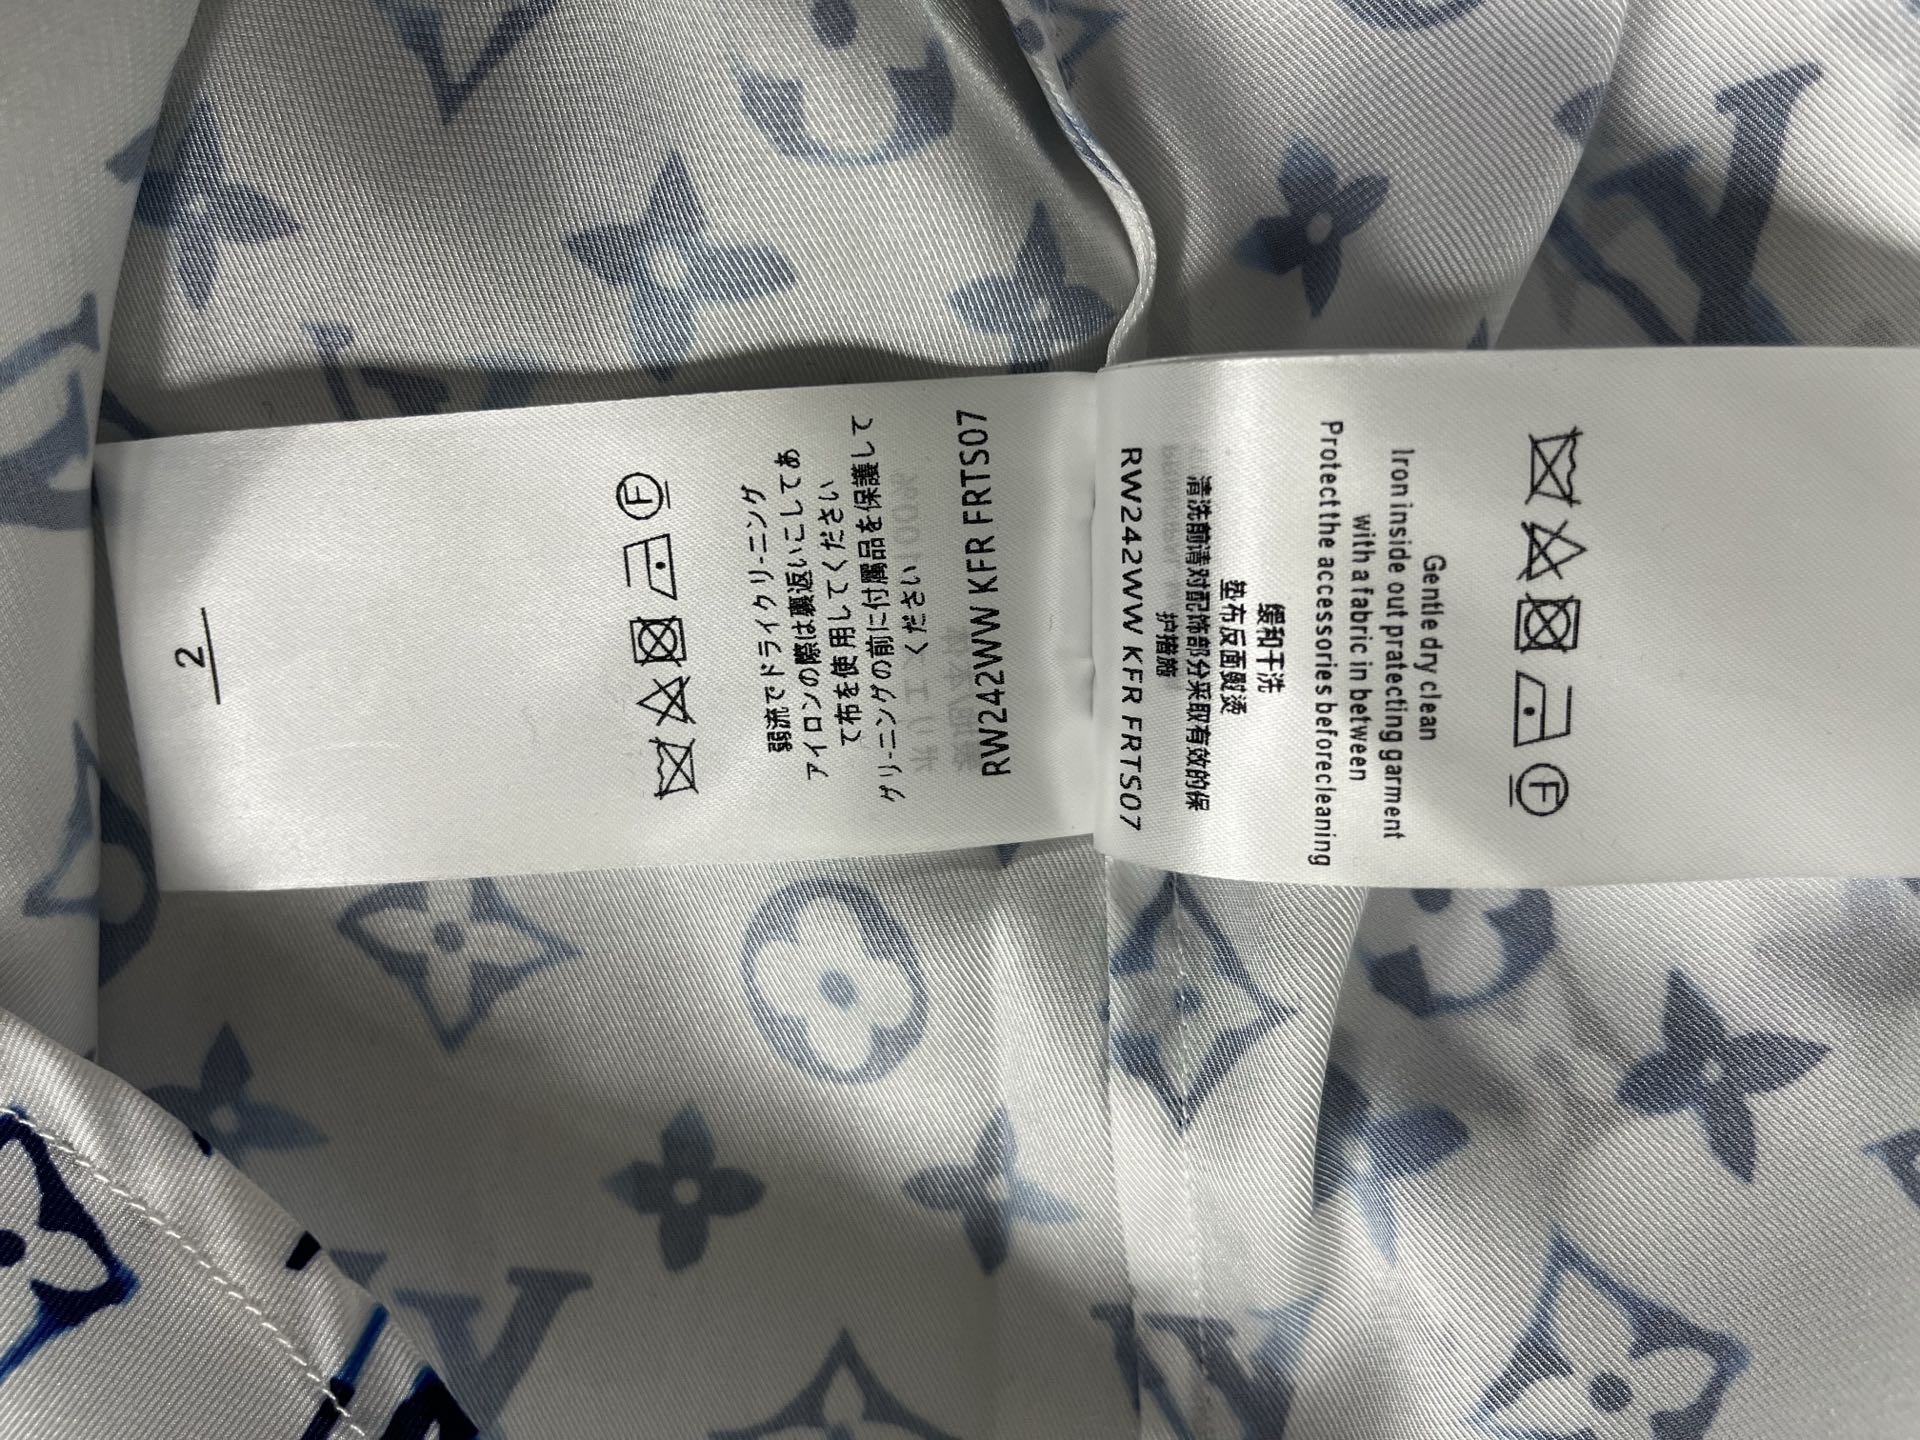 2
弱流でドライクリーニング
アイロンの際は裏返いこしてあ
て布を使用してください
クリーニングの前に付属品を保護して
ください
RW242WW KFR FRTS07
F
Gentle dry clean
Iron inside out pratecting garment
with a fabric in between
Protect the accessories beforecleaning
缓和干洗
垫布反面熨烫
清洗前请对配饰部分采取有效的保
护措施
RW242WW KFR FRTS07
F